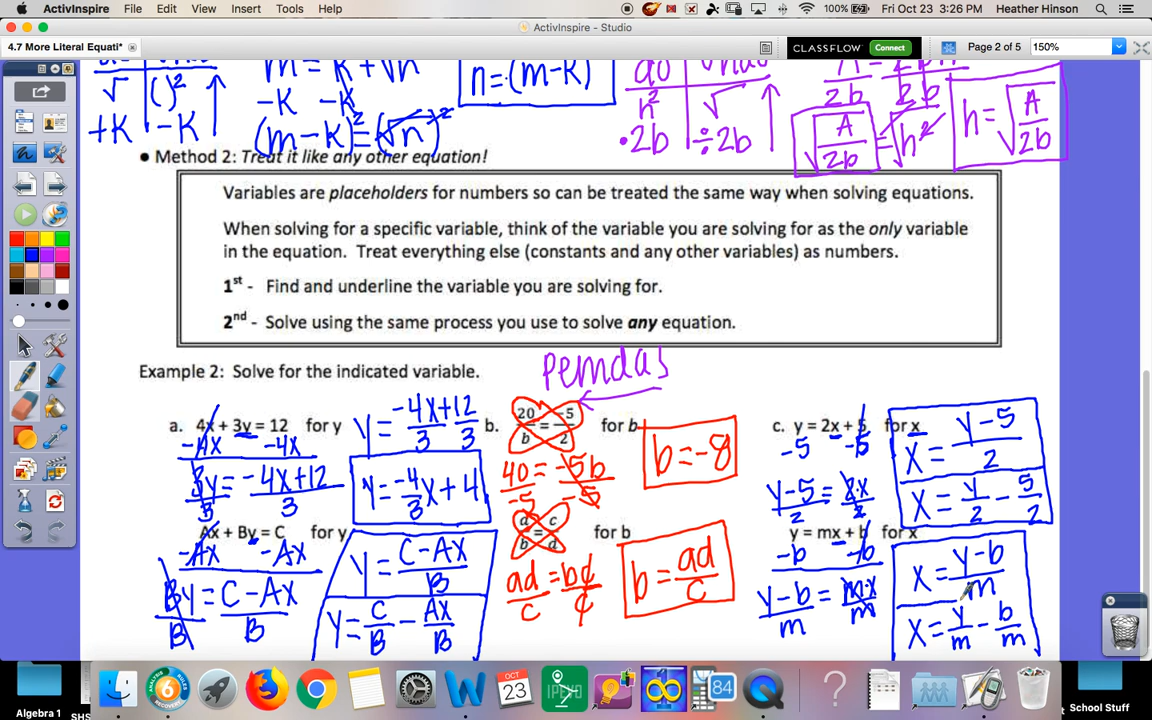 ActivInspire File Edit View Insert Tools Help 100% Fri Oct 23 3:26 PM Heather Hinson
ActivInspire - Studio
4.7 More Literal Equati* CLASSFLOW Connect Page 2 of 5 150%
m = k + √n
-K -K
(m-K)² = (√n)²
√ ( )²
+K -K
n = (m-K)
h² √
·2b ÷2b
2b 2b
√A/2b = √h²
h = √A/2b
• Method 2: Treat it like any other equation!
Variables are placeholders for numbers so can be treated the same way when solving equations.
When solving for a specific variable, think of the variable you are solving for as the only variable
in the equation. Treat everything else (constants and any other variables) as numbers.
1st - Find and underline the variable you are solving for.
2nd - Solve using the same process you use to solve any equation.
pemdas
Example 2: Solve for the indicated variable.
a. 4x + 3y = 12 for y
-4x -4x
3y/3 = -4x+12/3
y = -4x+12/3 /3
y = -4/3x + 4
b. 20/b = -5/2 for b
40/-5 = -5b/-5
b = -8
c. y = 2x + 5 for x
-5 -5
y-5/2 = 2x/2
x = y-5/2
x = y/2 - 5/2
Ax + By = C for y
-Ax -Ax
By/B = C-Ax/B
y = C-Ax/B
y = C/B - Ax/B
a/b = c/d for b
ad/c = bc/c
b = ad/c
y = mx + b for x
-b -b
y-b/m = mx/m
x = y-b/m
x = y/m - b/m
6
OCT 23
84
Algebra 1
SHS
School Stuff